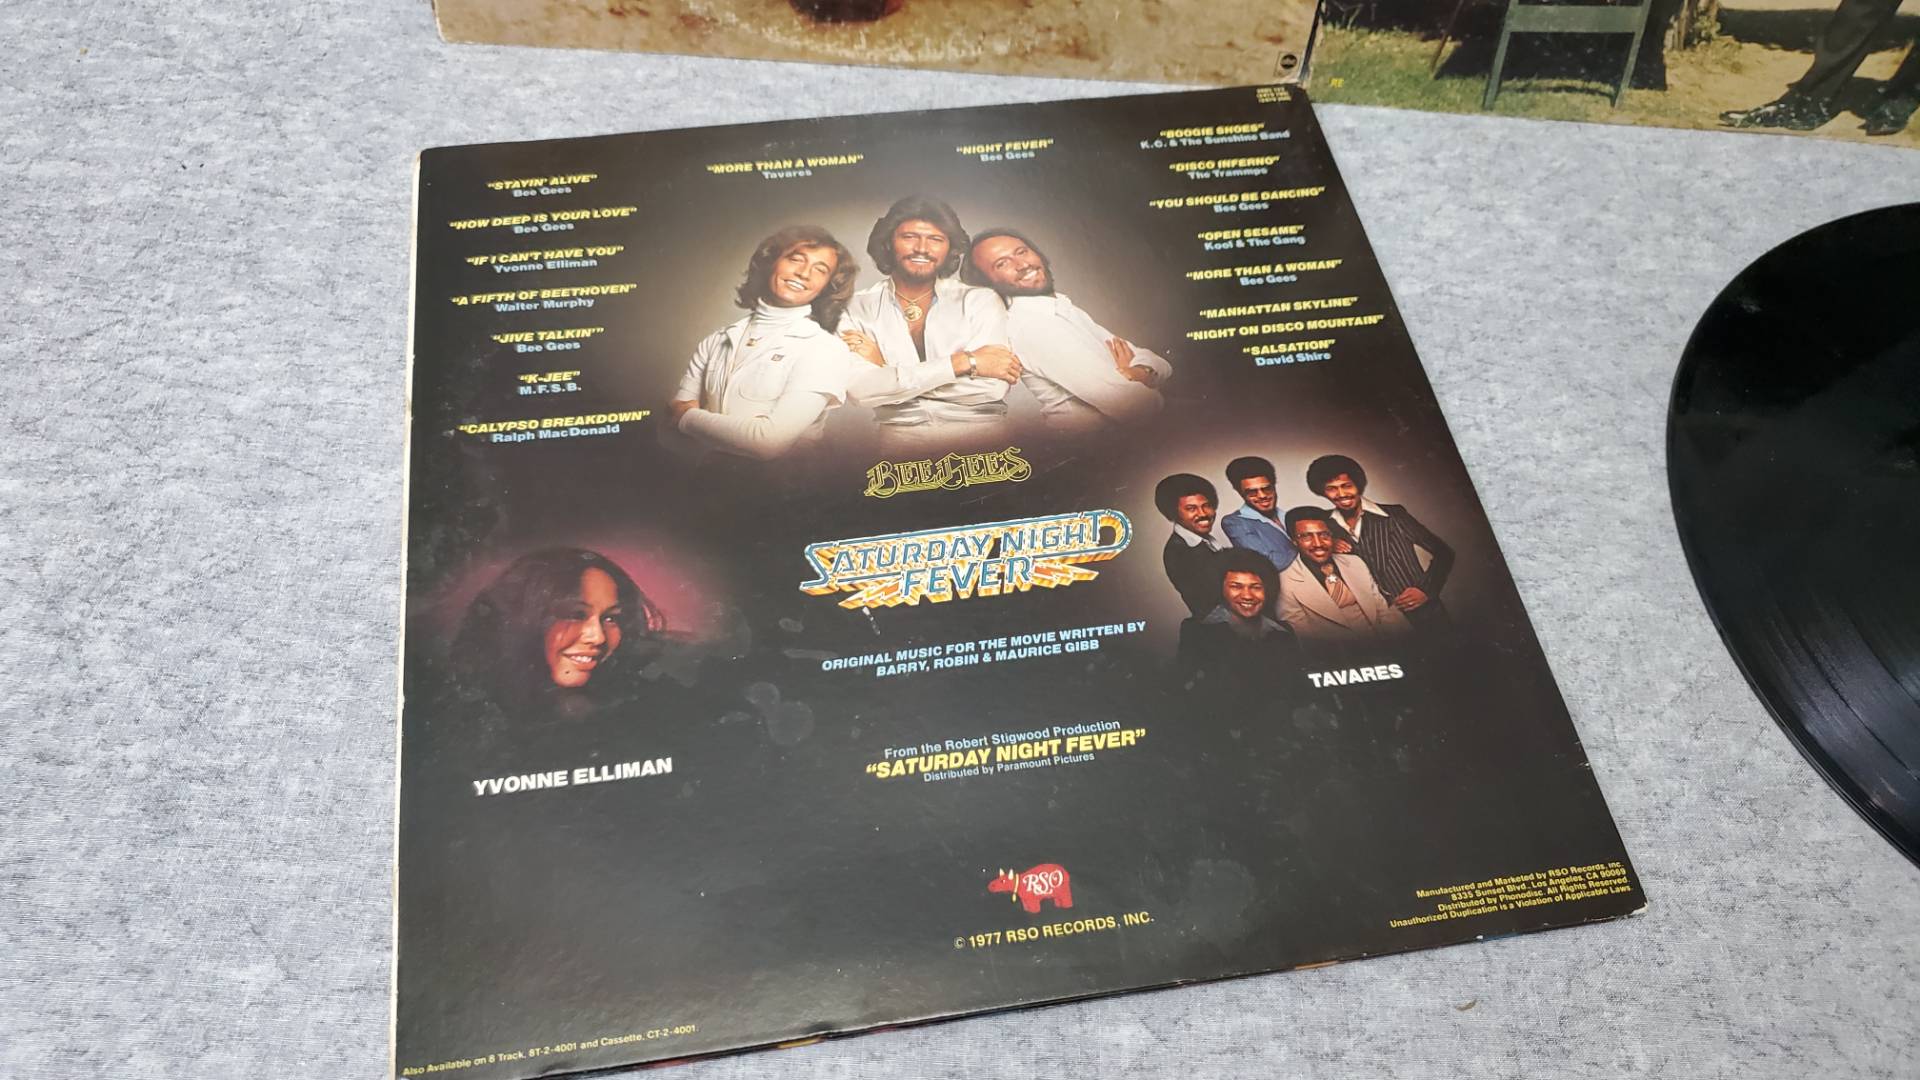 "STAYIN' ALIVE"
Bee Gees
"HOW DEEP IS YOUR LOVE"
Bee Gees
"IF I CAN'T HAVE YOU"
Yvonne Elliman
"A FIFTH OF BEETHOVEN"
Walter Murphy
"JIVE TALKIN'"
Bee Gees
"K-JEE"
M.F.S.B.
"CALYPSO BREAKDOWN"
Ralph MacDonald
"MORE THAN A WOMAN"
Tavares
"NIGHT FEVER"
Bee Gees
"BOOGIE SHOES"
K.C. & The Sunshine Band
"DISCO INFERNO"
The Trammps
"YOU SHOULD BE DANCING"
Bee Gees
"OPEN SESAME"
Kool & The Gang
"MORE THAN A WOMAN"
Bee Gees
"MANHATTAN SKYLINE"
"NIGHT ON DISCO MOUNTAIN"
"SALSATION"
David Shire
BEE GEES
SATURDAY NIGHT
FEVER
ORIGINAL MUSIC FOR THE MOVIE WRITTEN BY
BARRY, ROBIN & MAURICE GIBB
YVONNE ELLIMAN
TAVARES
From the Robert Stigwood Production
"SATURDAY NIGHT FEVER"
Distributed by Paramount Pictures
RSO
© 1977 RSO RECORDS, INC.
Manufactured and Marketed by RSO Records, Inc.
8335 Sunset Blvd., Los Angeles, CA 90069
Distributed by Phonodisc. All Rights Reserved.
Unauthorized Duplication is a Violation of Applicable Laws.
Also Available on 8 Track, 8T-2-4001 and Cassette, CT-2-4001.
RE